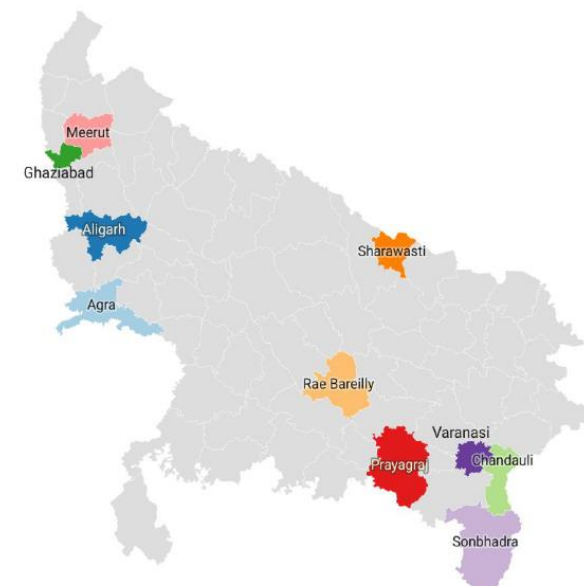 Meerut
Ghaziabad
Aligarh
Sharawasti
Agra
Rae Bareilly
Varanasi
Prayagraj
Chandauli
Sonbhadra